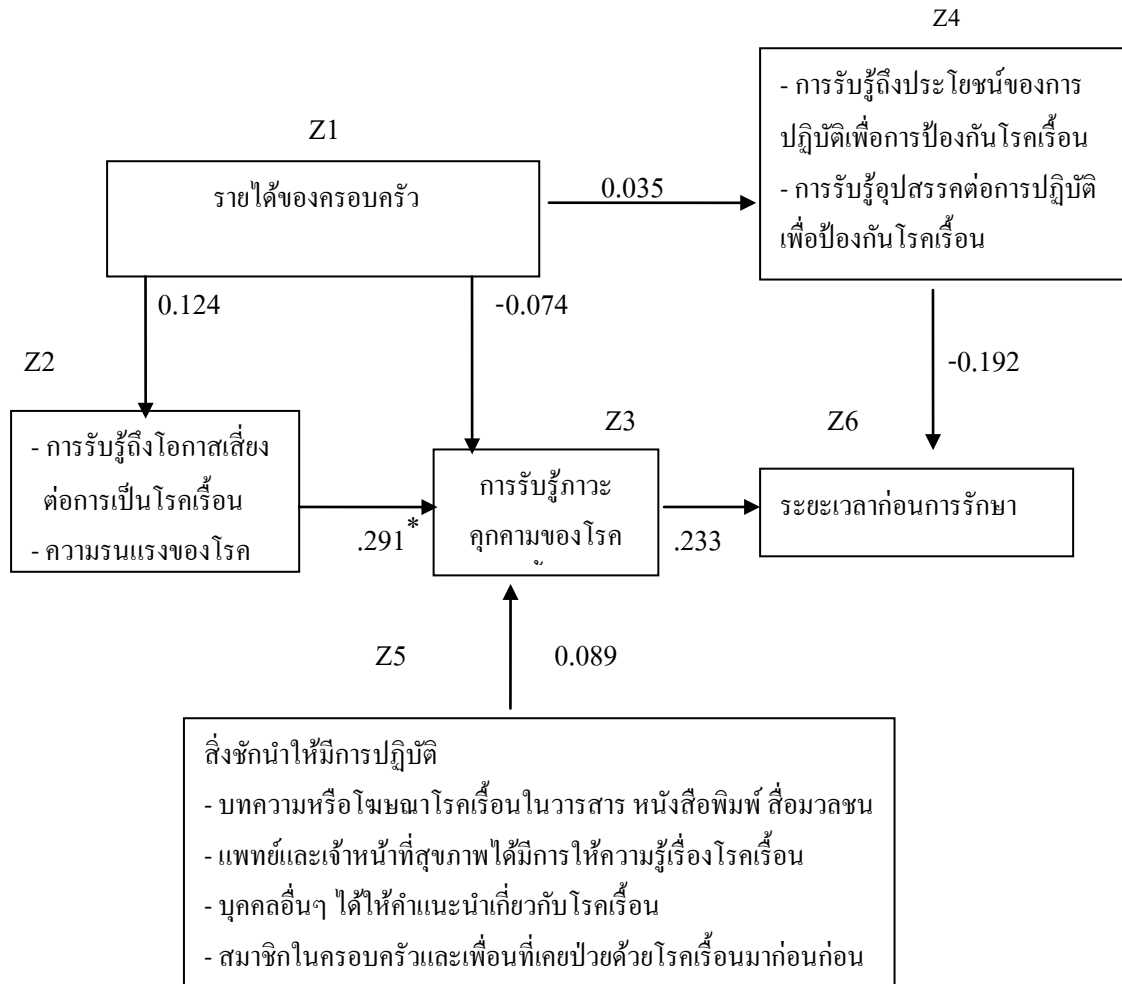 Z4
- การรับรู้ถึงประโยชน์ของการ
ปฏิบัติเพื่อการป้องกันโรคเรื้อน
- การรับรู้อุปสรรคต่อการปฏิบัติ
เพื่อป้องกันโรคเรื้อน
Z1
รายได้ของครอบครัว
0.035
0.124
-0.074
-0.192
Z2
- การรับรู้ถึงโอกาสเสี่ยง
ต่อการเป็นโรคเรื้อน
- ความรนแรงของโรค
.291*
Z3
การรับรู้ภาวะ
คุกคามของโรค
.233
Z6
ระยะเวลาก่อนการรักษา
Z5
0.089
สิ่งชักนำให้มีการปฏิบัติ
- บทความหรือโฆษณาโรคเรื้อนในวารสาร หนังสือพิมพ์ สื่อมวลชน
- แพทย์และเจ้าหน้าที่สุขภาพได้มีการให้ความรู้เรื่องโรคเรื้อน
- บุคคลอื่นๆ ได้ให้คำแนะนำเกี่ยวกับโรคเรื้อน
- สมาชิกในครอบครัวและเพื่อนที่เคยป่วยด้วยโรคเรื้อนมาก่อนก่อน